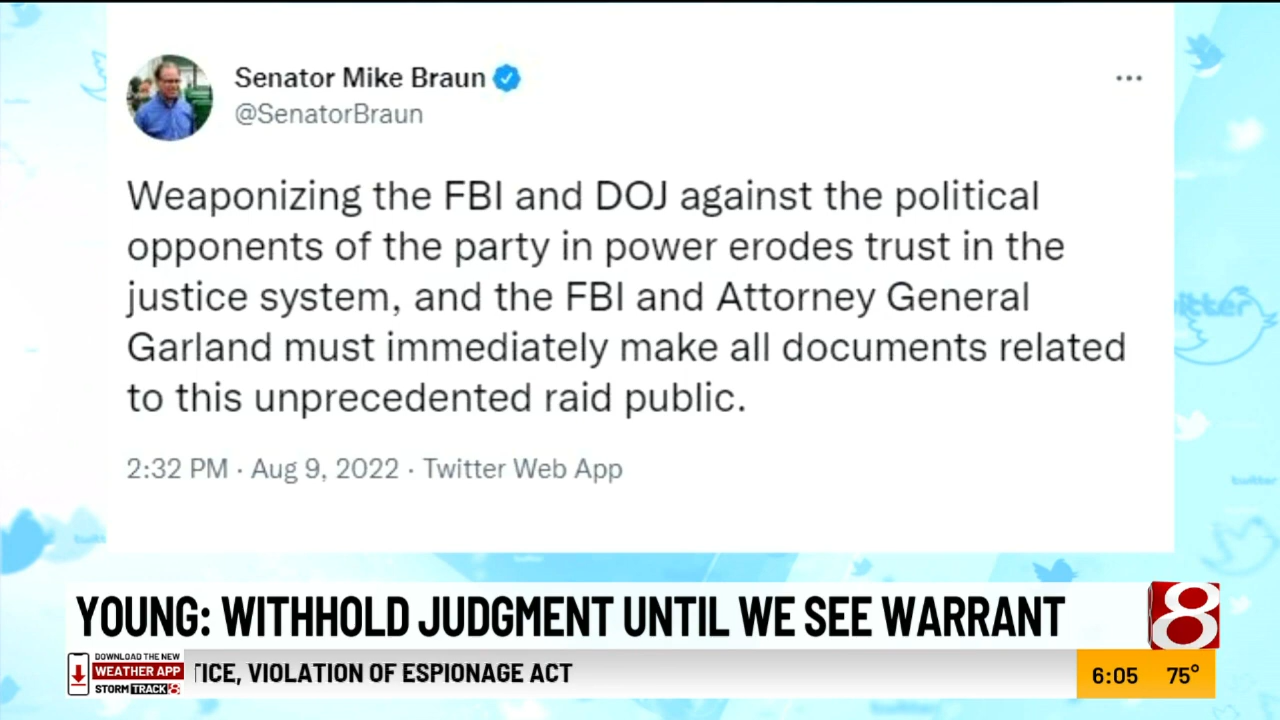 Senator Mike Braun
@SenatorBraun
Weaponizing the FBI and DOJ against the political
opponents of the party in power erodes trust in the
justice system, and the FBI and Attorney General
Garland must immediately make all documents related
to this unprecedented raid public.
2:32 PM · Aug 9, 2022 · Twitter Web App
twitter
YOUNG: WITHHOLD JUDGMENT UNTIL WE SEE WARRANT
8
DOWNLOAD THE NEW
WEATHER APP
STORM TRACK 8
TICE, VIOLATION OF ESPIONAGE ACT
6:05 75°